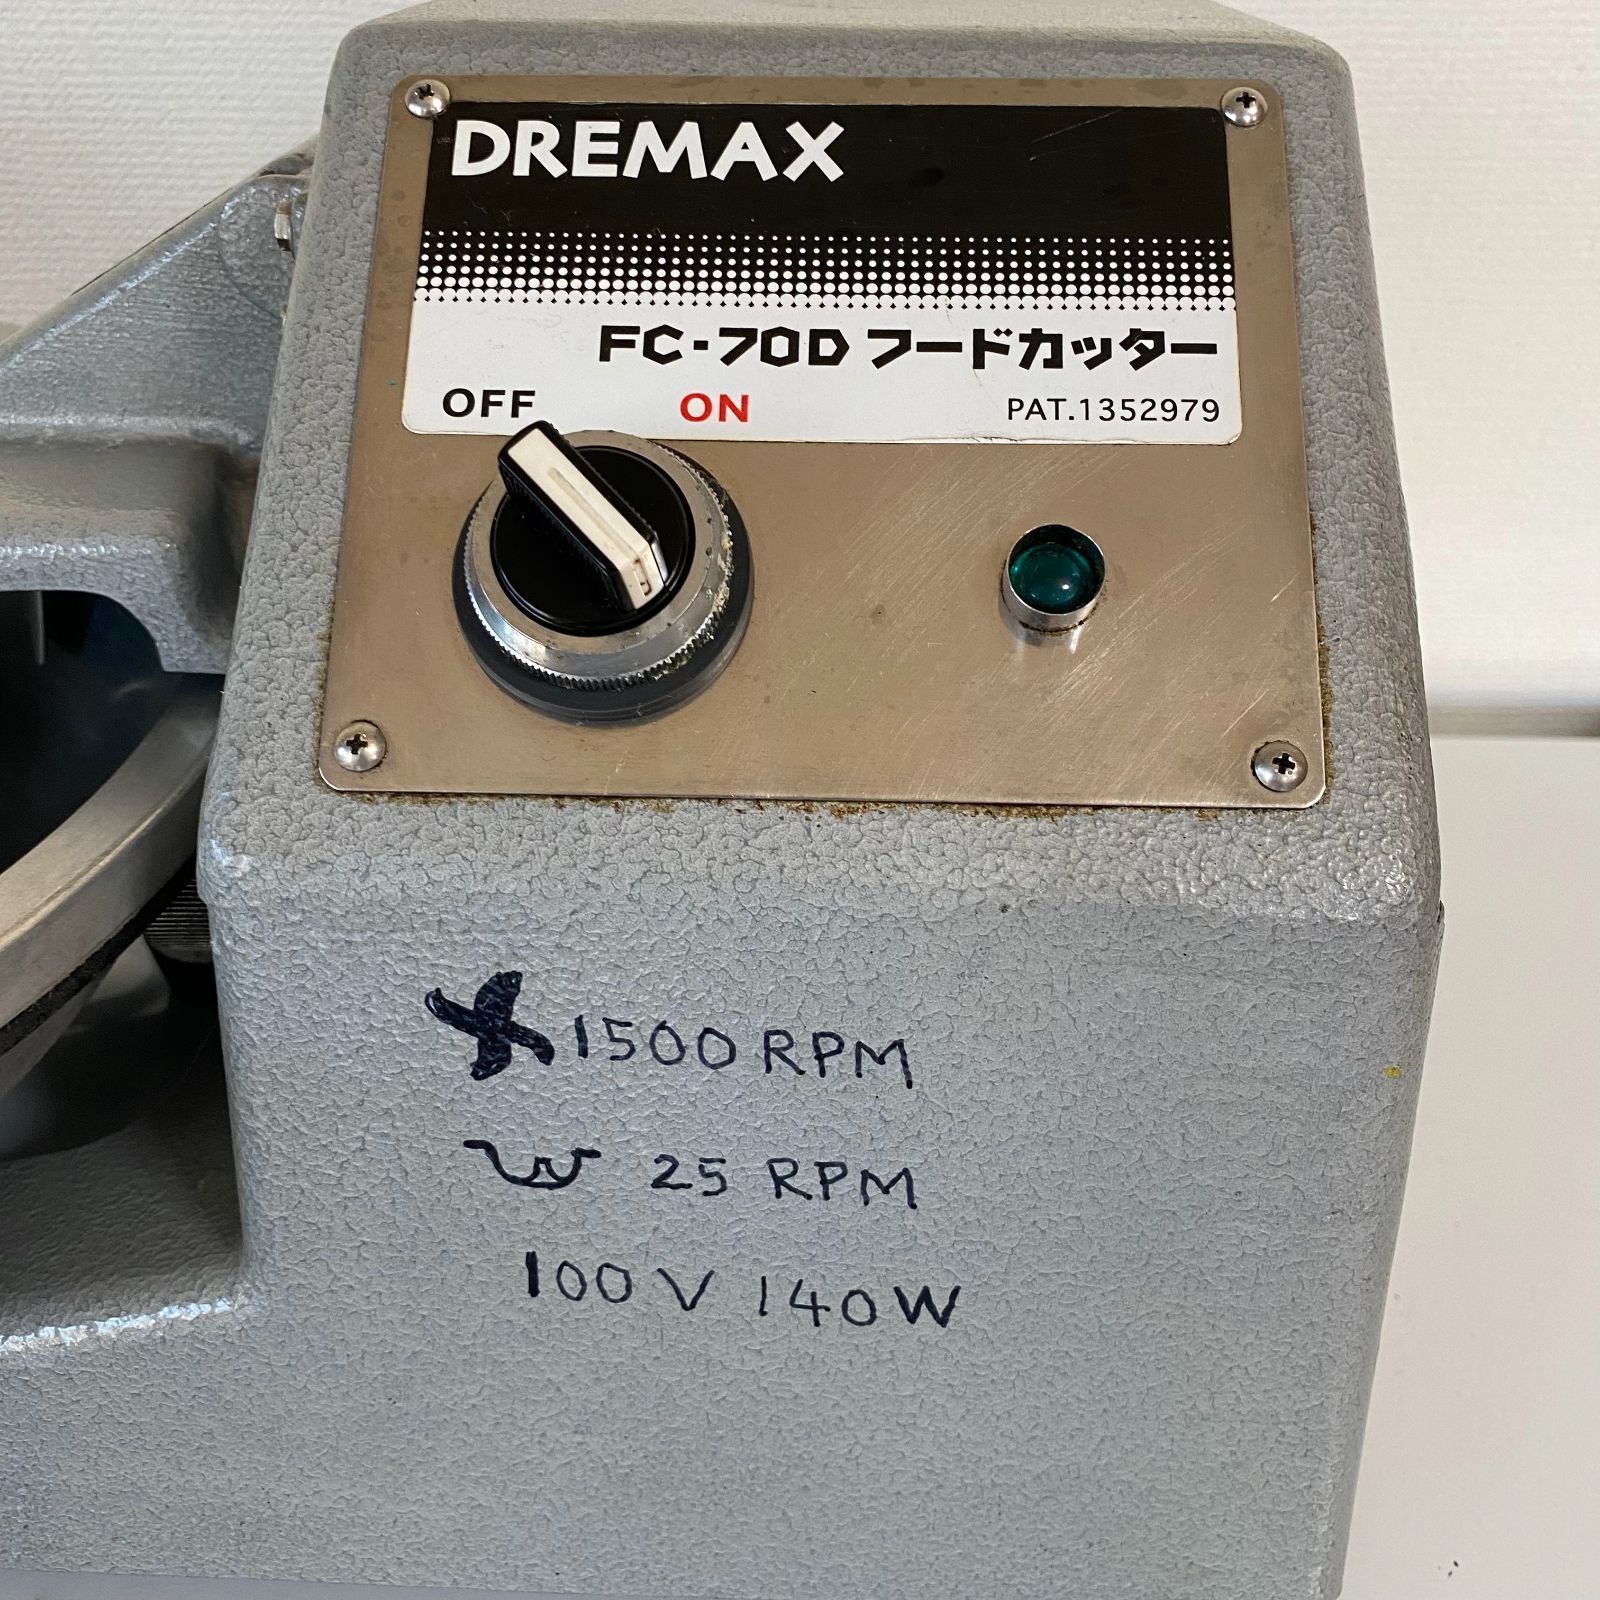 DREMAX
FC-70D フードカッター
OFF ON PAT.1352979
1500 RPM
25 RPM
100V 140W